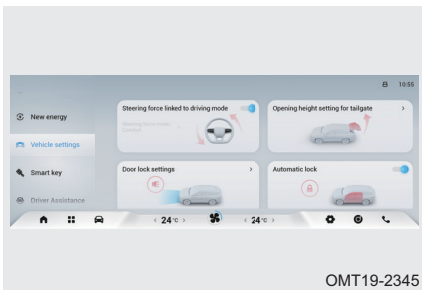 10:55
New energy
Steering force linked to driving mode
Opening height setting for tailgate
Vehicle settings
Smart key
Door lock settings
Automatic lock
Driver Assistance
24 °C
24 °C
OMT19-2345